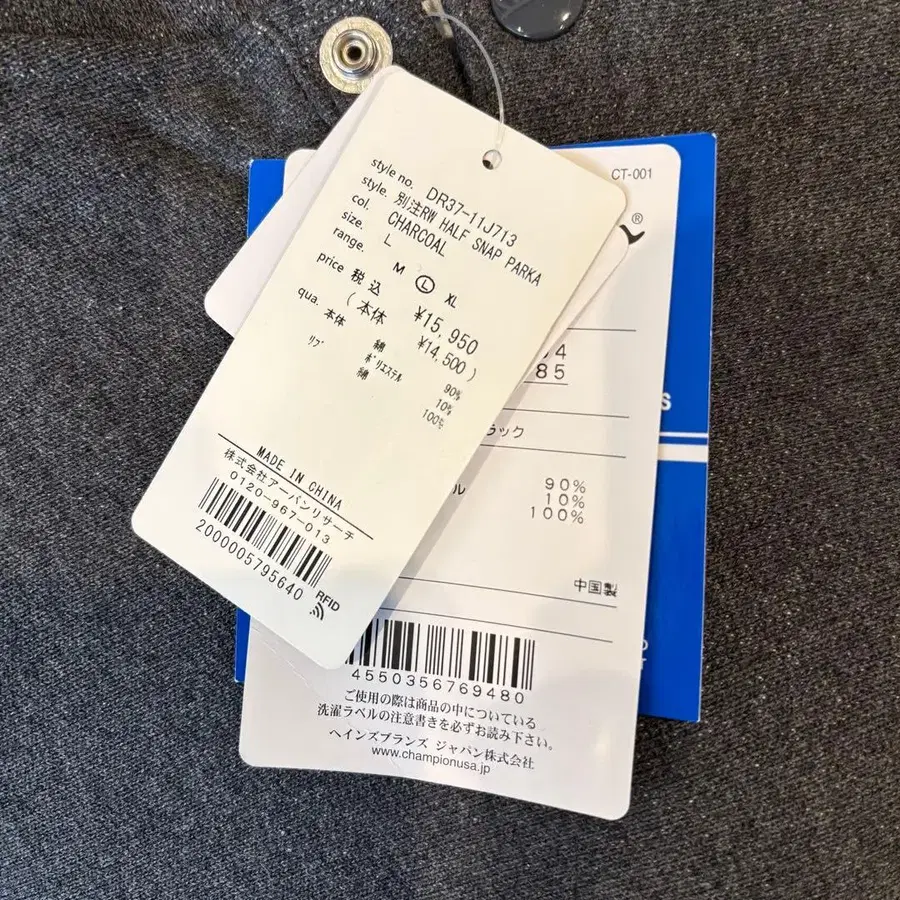 style no. DR37-11J713
style. 別注RW HALF SNAP PARKA
col. CHARCOAL
size. L
range. M Ⓛ XL
price 税込 ¥15,950
(本体 ¥14,500)
qua.
本体 綿 90%
ポリエステル 10%
リブ 綿 100%
MADE IN CHINA
株式会社アーバンリサーチ
0120-967-013
2000005795640
RFID
CT-001
®
04
85
ラック
ル
90%
10%
100%
中国製
4550356769480
ご使用の際は商品の中についている
洗濯ラベルの注意書きを必ずお読み下さい。
ヘインズブランズ ジャパン株式会社
www.championusa.jp
s